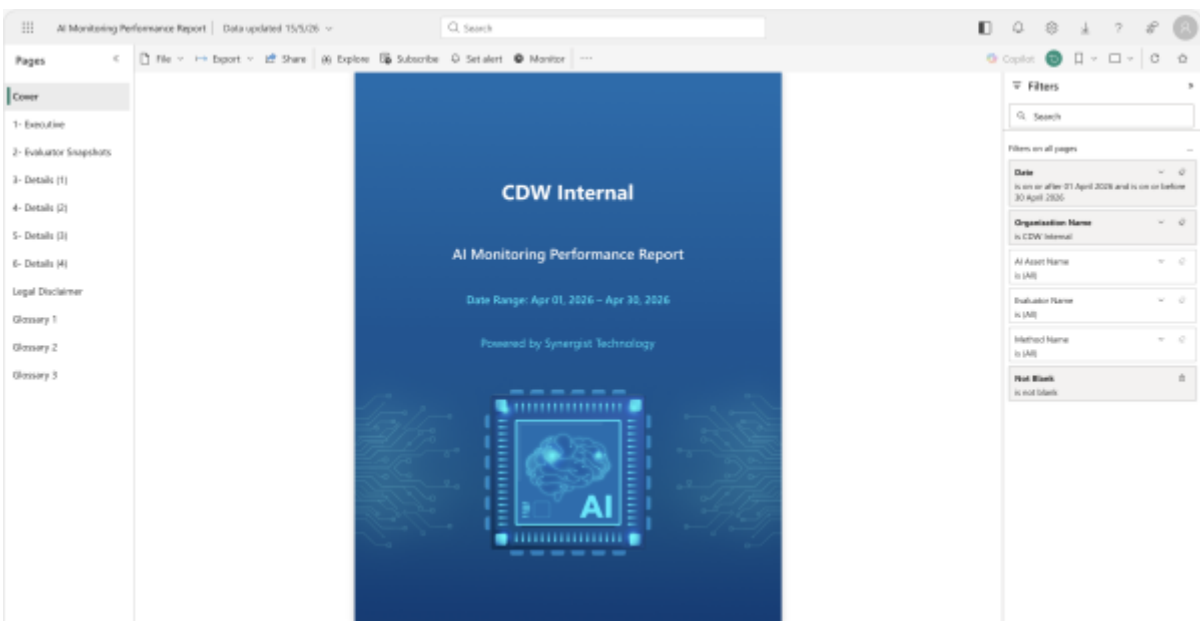 AI Monitoring Performance Report | Data updated 15/5/26
Search
Pages
File
Export
Share
Explore
Subscribe
Set alert
Monitor
...
Copilot
Cover
1- Executive
2- Evaluator Snapshots
3- Details (1)
4- Details (2)
5- Details (3)
6- Details (4)
Legal Disclaimer
Glossary 1
Glossary 2
Glossary 3
CDW Internal
AI Monitoring Performance Report
Date Range: Apr 01, 2026 – Apr 30, 2026
Powered by Synergist Technology
AI
Filters
Search
Filters on all pages
...
Date
is on or after 01 April 2026 and is on or before
30 April 2026
Organisation Name
is CDW Internal
AI Asset Name
is (All)
Evaluator Name
is (All)
Method Name
is (All)
Not Blank
is not blank